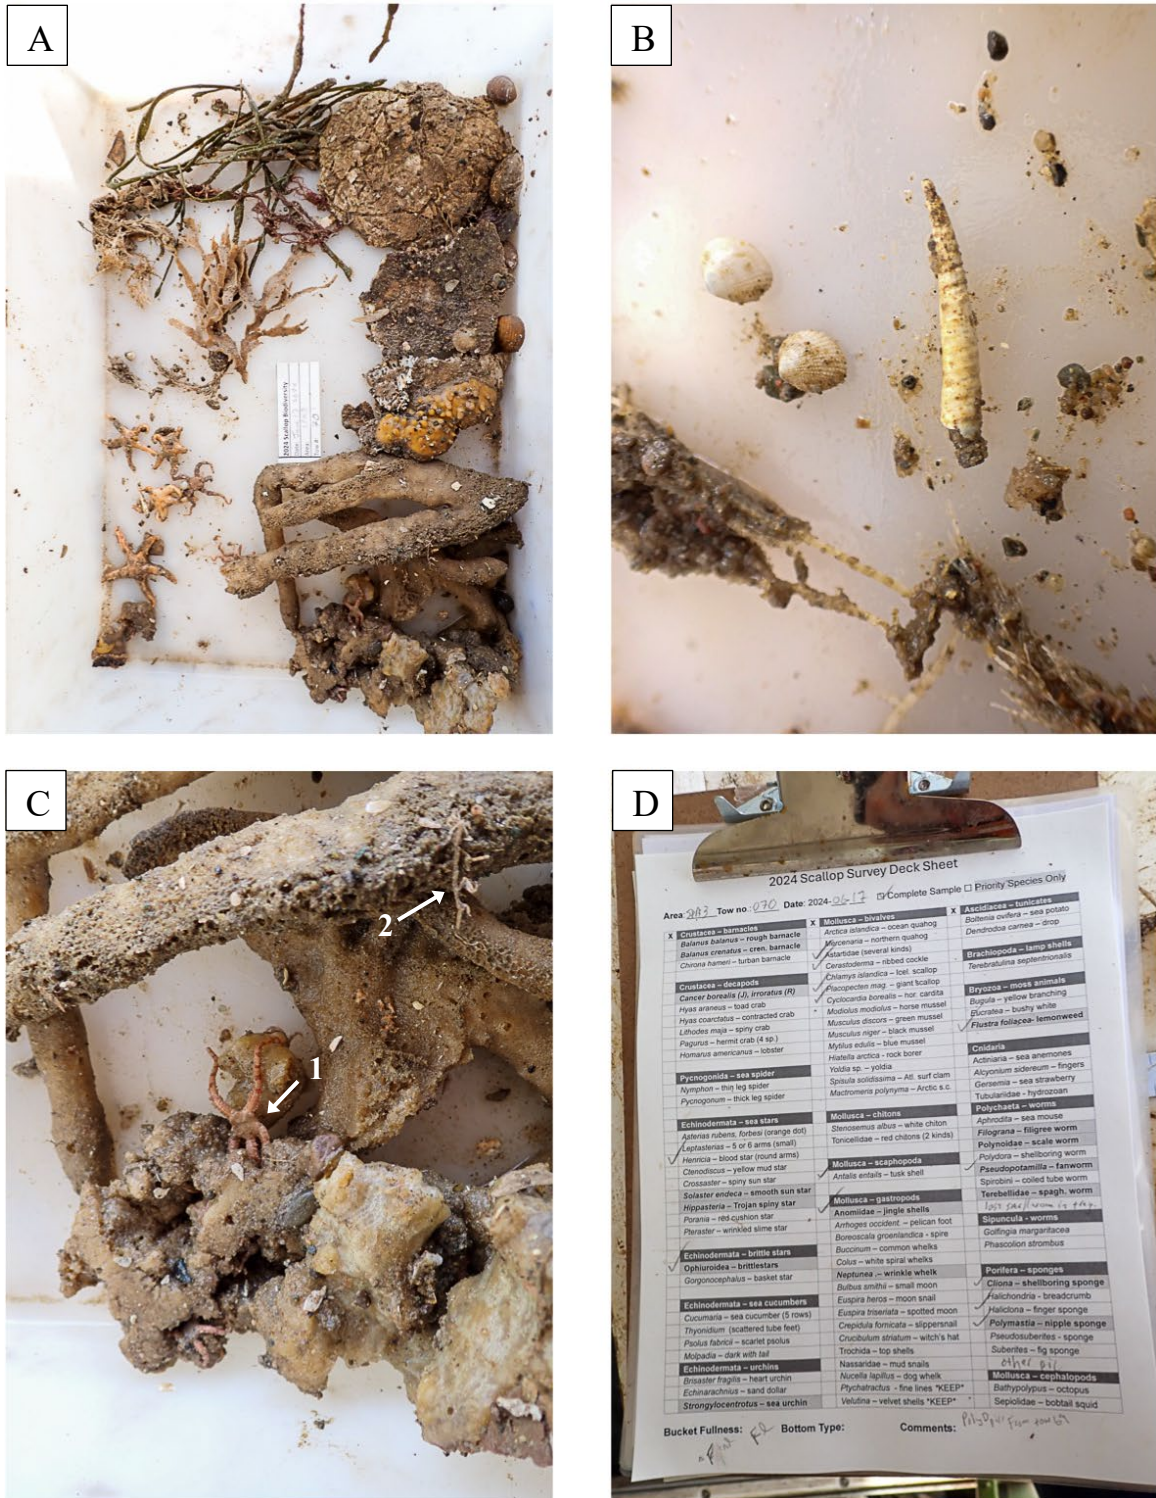 A
B
2024 Scallop Biodiversity
C
1
2
D
2024 Scallop Survey Deck Sheet
Area: Tow no.: 070 Date: 2024-06-17 Complete Sample Priority Species Only
X Crustacea – barnacles
Balanus balanus – rough barnacle
Balanus crenatus – cren. barnacle
Chirona hameri – turban barnacle
Crustacea – decapods
Cancer borealis (J), irroratus (R)
Hyas araneus – toad crab
Hyas coarctatus – contracted crab
Lithodes maja – spiny crab
Pagurus – hermit crab (4 sp.)
Homarus americanus – lobster
Pycnogonida – sea spider
Nymphon – thin leg spider
Pycnogonum – thick leg spider
Echinodermata – sea stars
Asterias rubens, forbesi (orange dot)
Leptasterias – 5 or 6 arms (small)
Henricia – blood star (round arms)
Ctenodiscus – yellow mud star
Crossaster – spiny sun star
Solaster endeca – smooth sun star
Hippasteria – Trojan spiny star
Porania – red cushion star
Pteraster – wrinkled slime star
Echinodermata – brittle stars
Ophiuroidea – brittlestars
Gorgonocephalus – basket star
Echinodermata – sea cucumbers
Cucumaria – sea cucumber (5 rows)
Thyonidium (scattered tube feet)
Psolus fabricii – scarlet psolus
Molpadia – dark with tail
Echinodermata – urchins
Brisaster fragilis – heart urchin
Echinarachnius – sand dollar
Strongylocentrotus – sea urchin
X Mollusca – bivalves
Arctica islandica – ocean quahog
Mercenaria – northern quahog
Astartidae (several kinds)
Cerastoderma – ribbed cockle
Chlamys islandica – Icel. scallop
Placopecten mag. – giant scallop
Cyclocardia borealis – nor. cardita
Modiolus modiolus – horse mussel
Musculus discors – green mussel
Musculus niger – black mussel
Mytilus edulis – blue mussel
Hiatella arctica - rock borer
Yoldia sp. – yoldia
Spisula solidissima – Atl. surf clam
Mactromeris polynyma – Arctic s.c.
Mollusca – chitons
Stenosemus albus – white chiton
Tonicellidae – red chitons (2 kinds)
Mollusca – scaphopoda
Antalis entails – tusk shell
Mollusca – gastropods
Anomiidae – jingle shells
Arrhoges occident. – pelican foot
Boreoscala groenlandica - spire
Buccinum – common whelks
Colus – white spiral whelks
Neptunea – wrinkle whelk
Bulbus smithii – small moon
Euspira heros – moon snail
Euspira triseriata – spotted moon
Crepidula fornicata – slippersnail
Crucibulum striatum – witch's hat
Trochida – top shells
Nassaridae – mud snails
Nucella lapillus – dog whelk
Ptychatractus - fine lines *KEEP*
Velutina – velvet shells *KEEP*
X Ascidiacea – tunicates
Boltenia ovifera – sea potato
Dendrodoa carnea – drop
Brachiopoda – lamp shells
Terebratulina septentrionalis
Bryozoa – moss animals
Bugula – yellow branching
Eucratea – bushy white
Flustra foliacea- lemonweed
Cnidaria
Actiniaria – sea anemones
Alcyonium sidereum – fingers
Gersemia – sea strawberry
Tubulariidae - hydrozoan
Polychaeta – worms
Aphrodita – sea mouse
Filograna – filigree worm
Polynoidae – scale worm
Polydora – shellboring worm
Pseudopotamilla – fanworm
Spirobini – coiled tube worm
Terebellidae – spagh. worm
Sipuncula - worms
Golfingia margaritacea
Phascolion strombus
Porifera – sponges
Cliona – shellboring sponge
Halichondria - breadcrumb
Haliclona – finger sponge
Polymastia – nipple sponge
Pseudosuberites - sponge
Suberites – fig sponge
other
Mollusca – cephalopods
Bathypolypus – octopus
Sepiolidae – bobtail squid
Bucket Fullness: Bottom Type: Comments: from tow 69